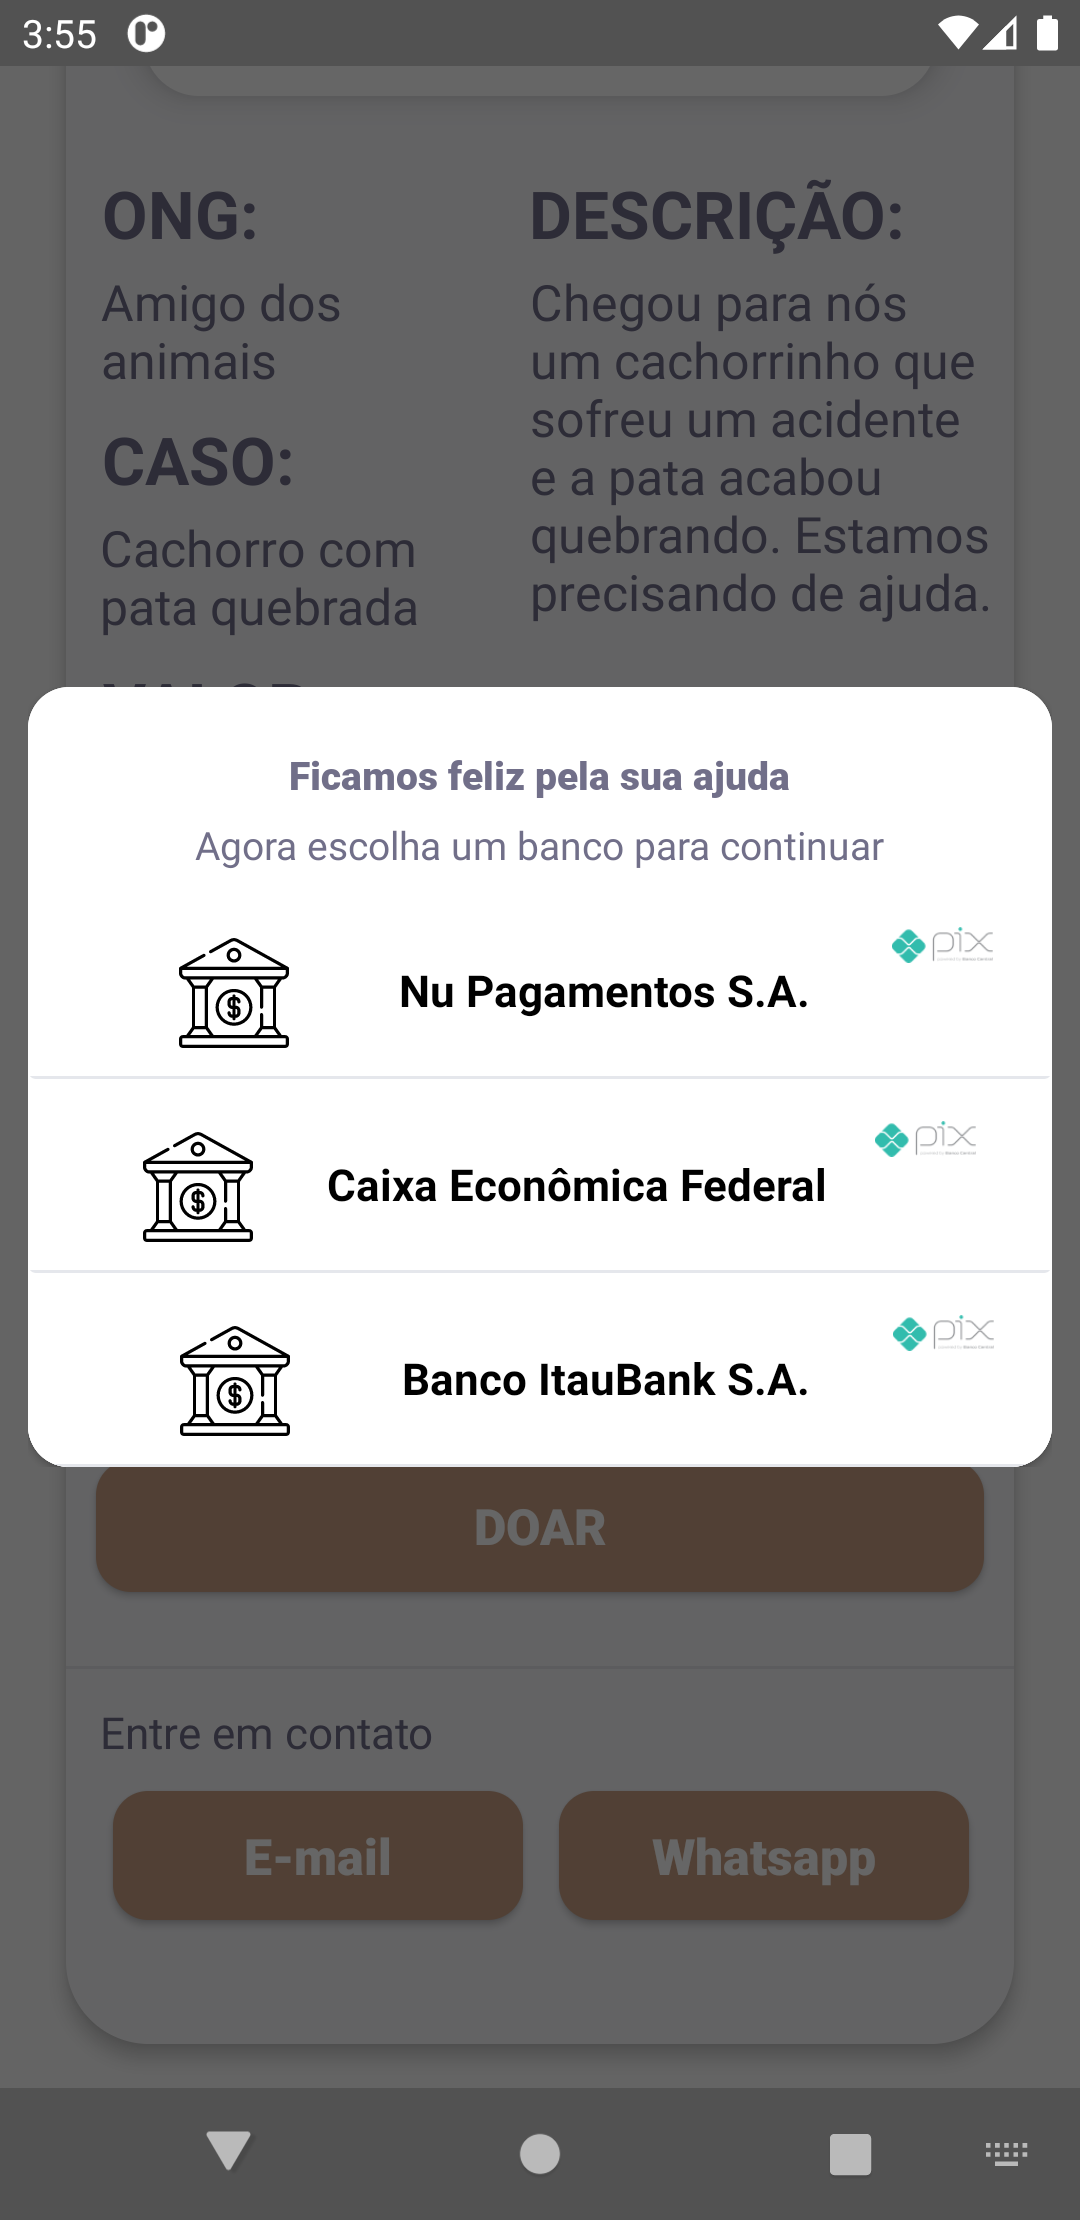 3:55
ONG:
Amigo dos
animais
CASO:
Cachorro com
pata quebrada
DESCRIÇÃO:
Chegou para nós
um cachorrinho que
sofreu um acidente
e a pata acabou
quebrando. Estamos
precisando de ajuda.
Ficamos feliz pela sua ajuda
Agora escolha um banco para continuar
Nu Pagamentos S.A.
pix
Caixa Econômica Federal
pix
Banco ItauBank S.A.
pix
DOAR
Entre em contato
E-mail
Whatsapp